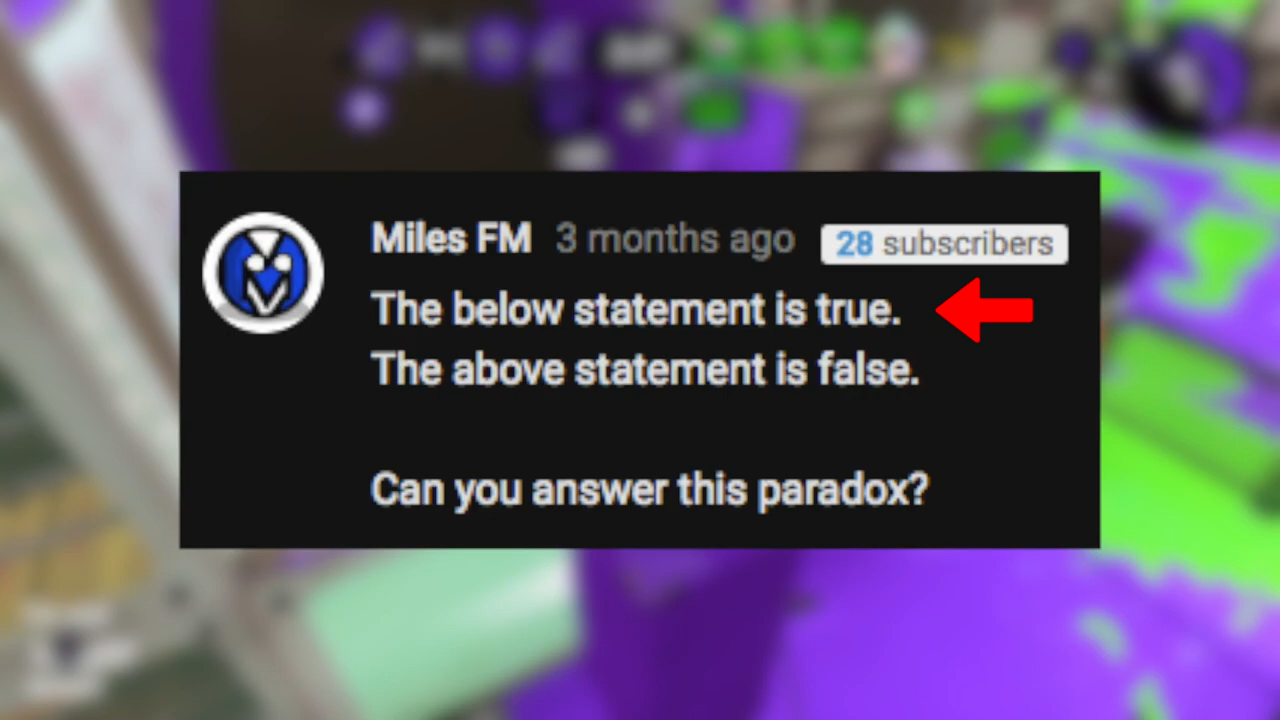 Miles FM 3 months ago 28 subscribers
The below statement is true.
The above statement is false.
Can you answer this paradox?